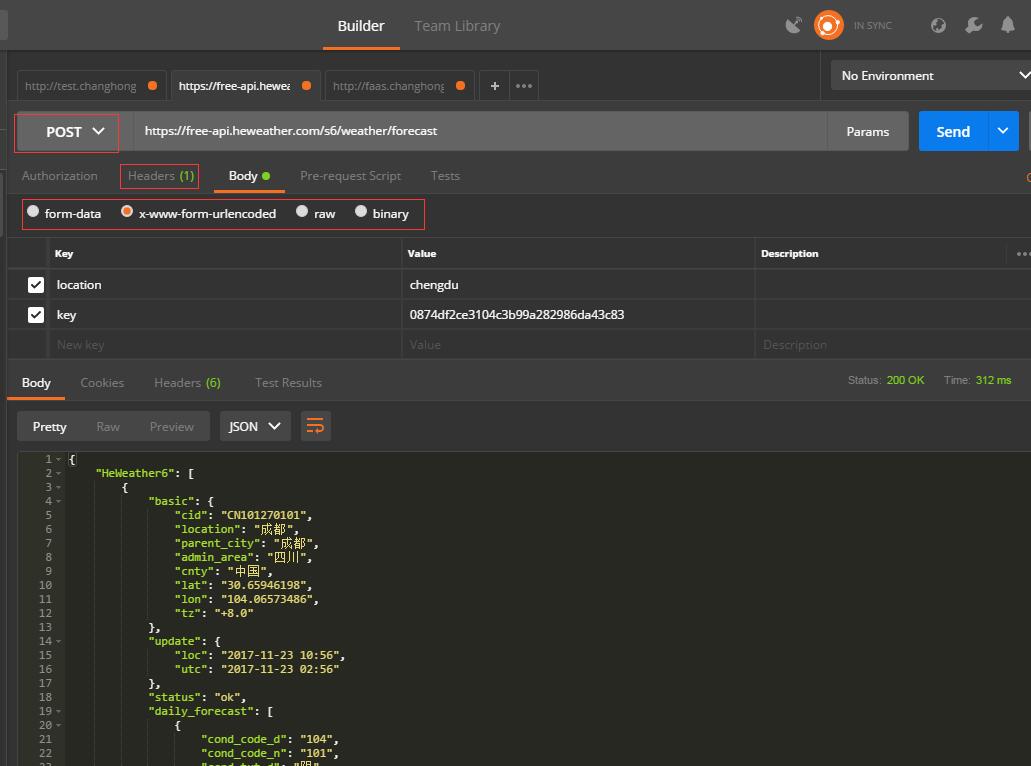 Builder Team Library IN SYNC
http://test.changhong https://free-api.hewea http://faas.changhong + ••• No Environment
POST https://free-api.heweather.com/s6/weather/forecast Params Send
Authorization Headers (1) Body Pre-request Script Tests
form-data x-www-form-urlencoded raw binary
Key Value Description •••
location chengdu
key 0874df2ce3104c3b99a282986da43c83
New key Value Description
Body Cookies Headers (6) Test Results Status: 200 OK Time: 312 ms
Pretty Raw Preview JSON
1 {
2 "HeWeather6": [
3 {
4 "basic": {
5 "cid": "CN101270101",
6 "location": "成都",
7 "parent_city": "成都",
8 "admin_area": "四川",
9 "cnty": "中国",
10 "lat": "30.65946198",
11 "lon": "104.06573486",
12 "tz": "+8.0"
13 },
14 "update": {
15 "loc": "2017-11-23 10:56",
16 "utc": "2017-11-23 02:56"
17 },
18 "status": "ok",
19 "daily_forecast": [
20 {
21 "cond_code_d": "104",
22 "cond_code_n": "101",